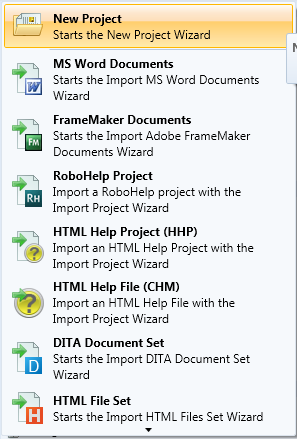 New Project
Starts the New Project Wizard
MS Word Documents
Starts the Import MS Word Documents
Wizard
FrameMaker Documents
Starts the Import Adobe FrameMaker
Documents Wizard
RoboHelp Project
Import a RoboHelp project with the
Import Project Wizard
HTML Help Project (HHP)
Import an HTML Help Project with the
Import Project Wizard
HTML Help File (CHM)
Import an HTML Help File with the
Import Project Wizard
DITA Document Set
Starts the Import DITA Document Set
Wizard
HTML File Set
Starts the Import HTML Files Set Wizard